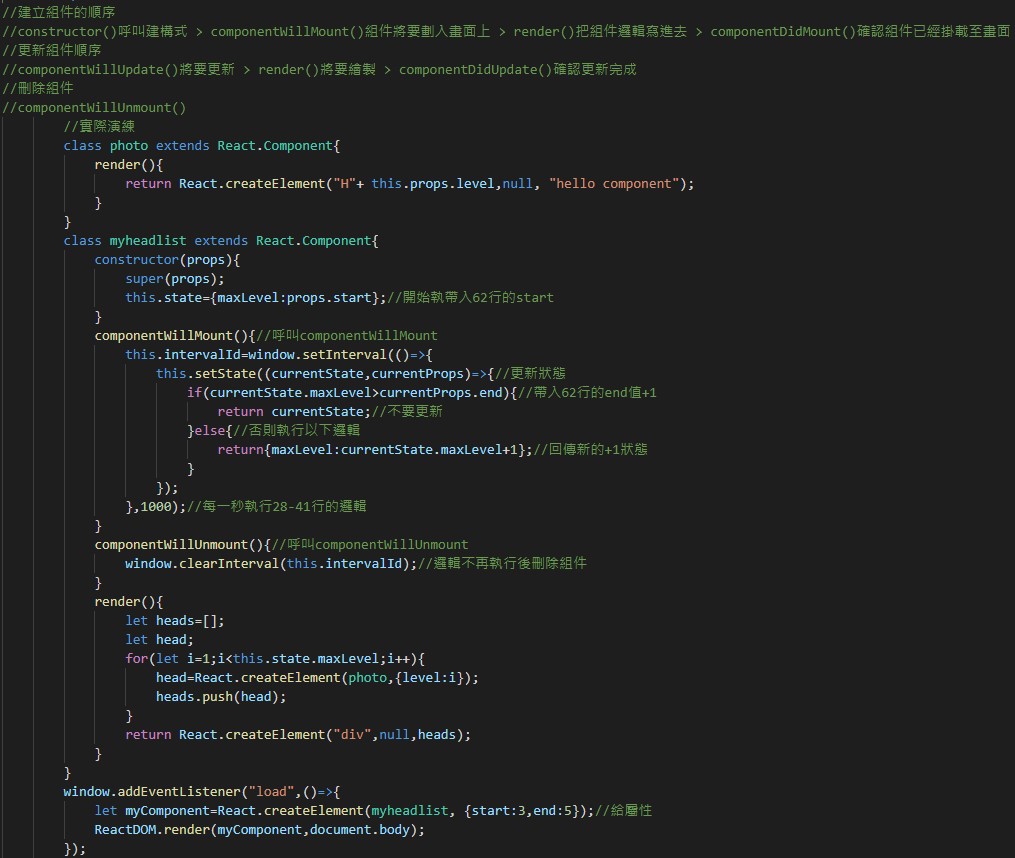 //建立組件的順序
//constructor()呼叫建構式 > componentWillMount()組件將要劃入畫面上 > render()把組件邏輯寫進去 > componentDidMount()確認組件已經掛載至畫面
//更新組件順序
//componentWillUpdate()將要更新 > render()將要繪製 > componentDidUpdate()確認更新完成
//刪除組件
//componentWillUnmount()
//實際演練
class photo extends React.Component{
render(){
return React.createElement("H"+ this.props.level,null, "hello component");
}
}
class myheadlist extends React.Component{
constructor(props){
super(props);
this.state={maxLevel:props.start};//開始執帶入62行的start
}
componentWillMount(){//呼叫componentWillMount
this.intervalId=window.setInterval(()=>{
this.setState((currentState,currentProps)=>{//更新狀態
if(currentState.maxLevel>currentProps.end){//帶入62行的end值+1
return currentState;//不要更新
}else{//否則執行以下邏輯
return{maxLevel:currentState.maxLevel+1};//回傳新的+1狀態
}
});
},1000);//每一秒執行28-41行的邏輯
}
componentWillUnmount(){//呼叫componentWillUnmount
window.clearInterval(this.intervalId);//邏輯不再執行後刪除組件
}
render(){
let heads=[];
let head;
for(let i=1;i<this.state.maxLevel;i++){
head=React.createElement(photo,{level:i});
heads.push(head);
}
return React.createElement("div",null,heads);
}
}
window.addEventListener("load",()=>{
let myComponent=React.createElement(myheadlist, {start:3,end:5});//給屬性
ReactDOM.render(myComponent,document.body);
});